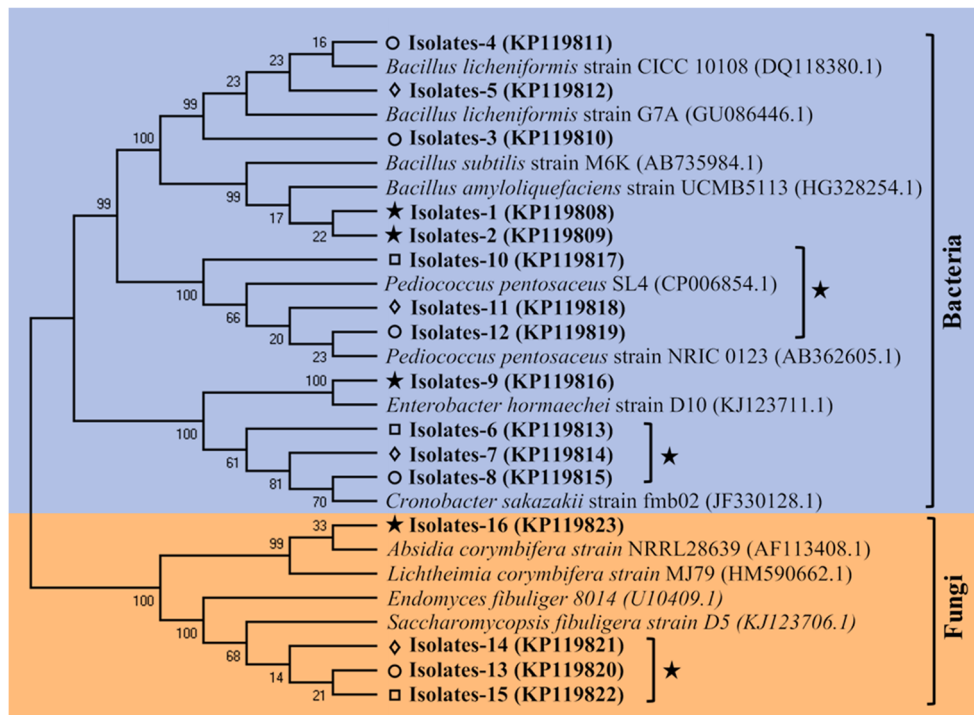 16
Isolates-4 (KP119811)
23
Bacillus licheniformis strain CICC 10108 (DQ118380.1)
23
Isolates-5 (KP119812)
99
Bacillus licheniformis strain G7A (GU086446.1)
100
Isolates-3 (KP119810)
Bacillus subtilis strain M6K (AB735984.1)
99
Bacillus amyloliquefaciens strain UCMB5113 (HG328254.1)
99
17
Isolates-1 (KP119808)
22
Isolates-2 (KP119809)
Isolates-10 (KP119817)
100
Pediococcus pentosaceus SL4 (CP006854.1)
66
Isolates-11 (KP119818)
20
Isolates-12 (KP119819)
23
Pediococcus pentosaceus strain NRIC 0123 (AB362605.1)
100
Isolates-9 (KP119816)
Enterobacter hormaechei strain D10 (KJ123711.1)
100
Isolates-6 (KP119813)
61
Isolates-7 (KP119814)
81
Isolates-8 (KP119815)
70
Cronobacter sakazakii strain fmb02 (JF330128.1)
Bacteria
33
Isolates-16 (KP119823)
99
Absidia corymbifera strain NRRL28639 (AF113408.1)
Lichtheimia corymbifera strain MJ79 (HM590662.1)
100
Endomyces fibuliger 8014 (U10409.1)
100
Saccharomycopsis fibuligera strain D5 (KJ123706.1)
68
Isolates-14 (KP119821)
14
Isolates-13 (KP119820)
21
Isolates-15 (KP119822)
Fungi